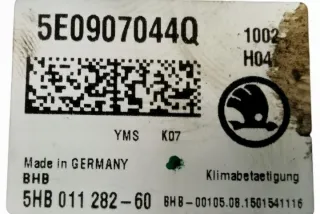 5E0907044Q
1002
H04
YMS K07
Made in GERMANY
BHB
Klimabetaetigung
5HB 011 282-60
BHB-00105.08.1501541116